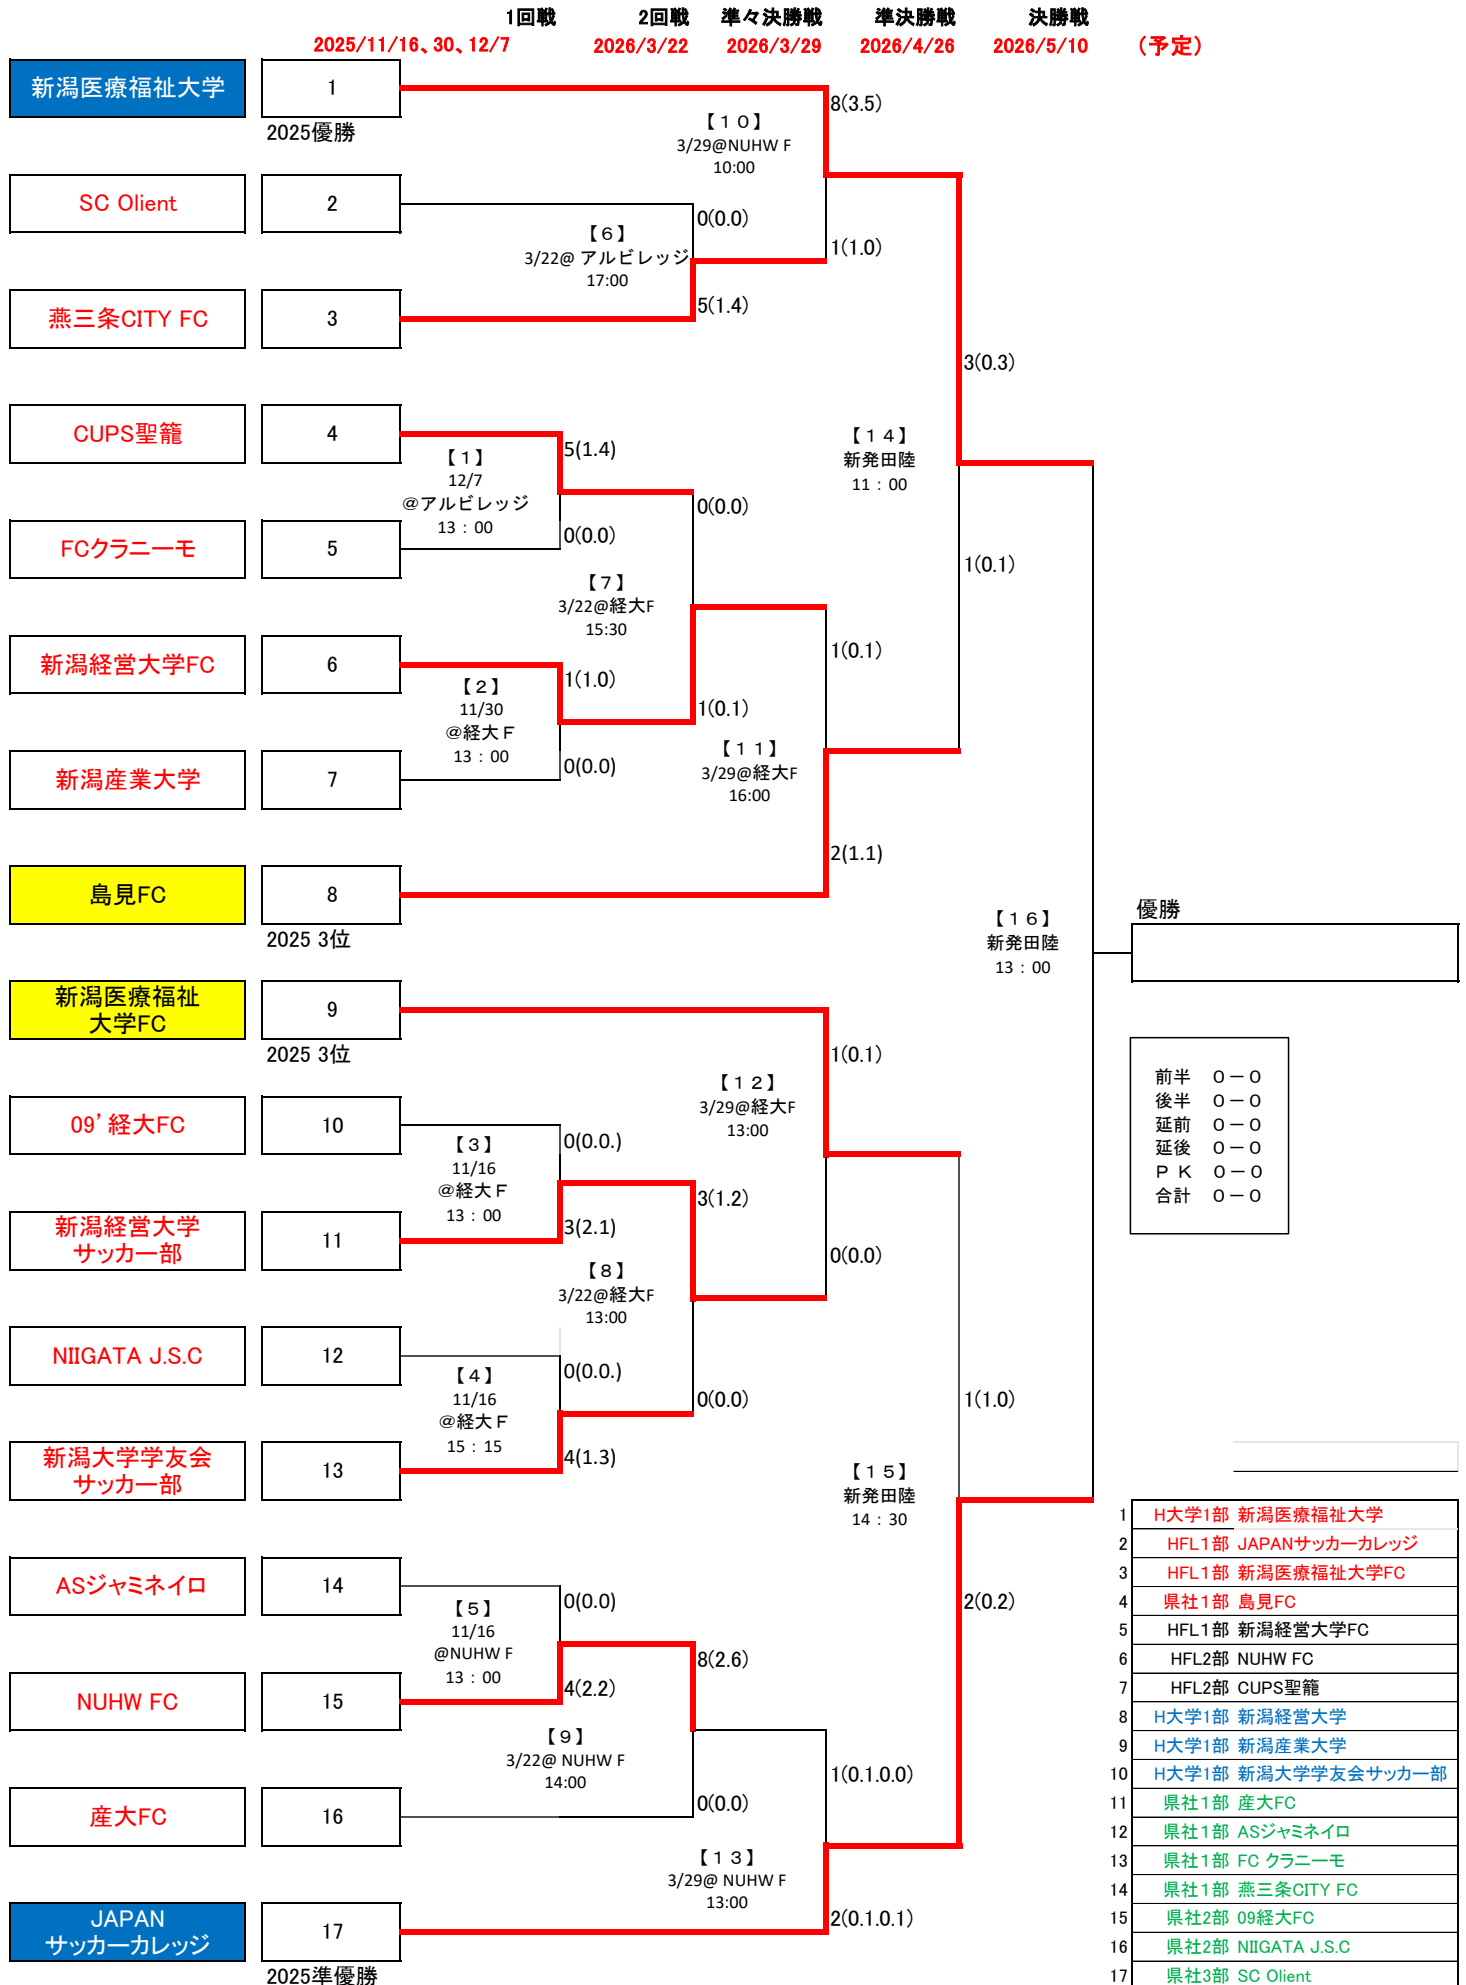 1回戦 2回戦 準々決勝戦 準決勝戦 決勝戦
2025/11/16、30、12/7 2026/3/22 2026/3/29 2026/4/26 2026/5/10 (予定)
新潟医療福祉大学 1
2025優勝
8(3.5)
【10】
3/29@NUHW F
10:00
SC Olient 2
0(0.0)
【6】
3/22@ アルビレッジ
17:00
1(1.0)
燕三条CITY FC 3
5(1.4)
3(0.3)
CUPS聖籠 4
5(1.4)
【1】
12/7
@アルビレッジ
13：00
【14】
新発田陸
11：00
0(0.0)
FCクラニーモ 5
0(0.0)
1(0.1)
【7】
3/22@経大F
15:30
新潟経営大学FC 6
1(1.0)
1(0.1)
【2】
11/30
@経大Ｆ
13：00
1(0.1)
【11】
3/29@経大F
16:00
新潟産業大学 7
0(0.0)
2(1.1)
島見FC 8
2025 3位
【16】
新発田陸
13：00
優勝
新潟医療福祉
大学FC
9
2025 3位
1(0.1)
前半 0－0
後半 0－0
延前 0－0
延後 0－0
ＰＫ 0－0
合計 0－0
【12】
3/29@経大F
13:00
09’経大FC 10
0(0.0.)
【3】
11/16
@経大Ｆ
13：00
3(1.2)
新潟経営大学
サッカー部
11
3(2.1)
0(0.0)
【8】
3/22@経大F
13:00
NIIGATA J.S.C 12
0(0.0.)
【4】
11/16
@経大Ｆ
15：15
0(0.0)
1(1.0)
新潟大学学友会
サッカー部
13
4(1.3)
【15】
新発田陸
14：30
ASジャミネイロ 14
0(0.0)
2(0.2)
【5】
11/16
@NUHW F
13：00
8(2.6)
NUHW FC 15
4(2.2)
【9】
3/22@ NUHW F
14:00
1(0.1.0.0)
産大FC 16
0(0.0)
【13】
3/29@ NUHW F
13:00
JAPAN
サッカーカレッジ
17
2025準優勝
2(0.1.0.1)
1 H大学1部 新潟医療福祉大学
2 HFL1部 JAPANサッカーカレッジ
3 HFL1部 新潟医療福祉大学FC
4 県社1部 島見FC
5 HFL1部 新潟経営大学FC
6 HFL2部 NUHW FC
7 HFL2部 CUPS聖籠
8 H大学1部 新潟経営大学
9 H大学1部 新潟産業大学
10 H大学1部 新潟大学学友会サッカー部
11 県社1部 産大FC
12 県社1部 ASジャミネイロ
13 県社1部 FC クラニーモ
14 県社1部 燕三条CITY FC
15 県社2部 09経大FC
16 県社2部 NIIGATA J.S.C
17 県社3部 SC Olient